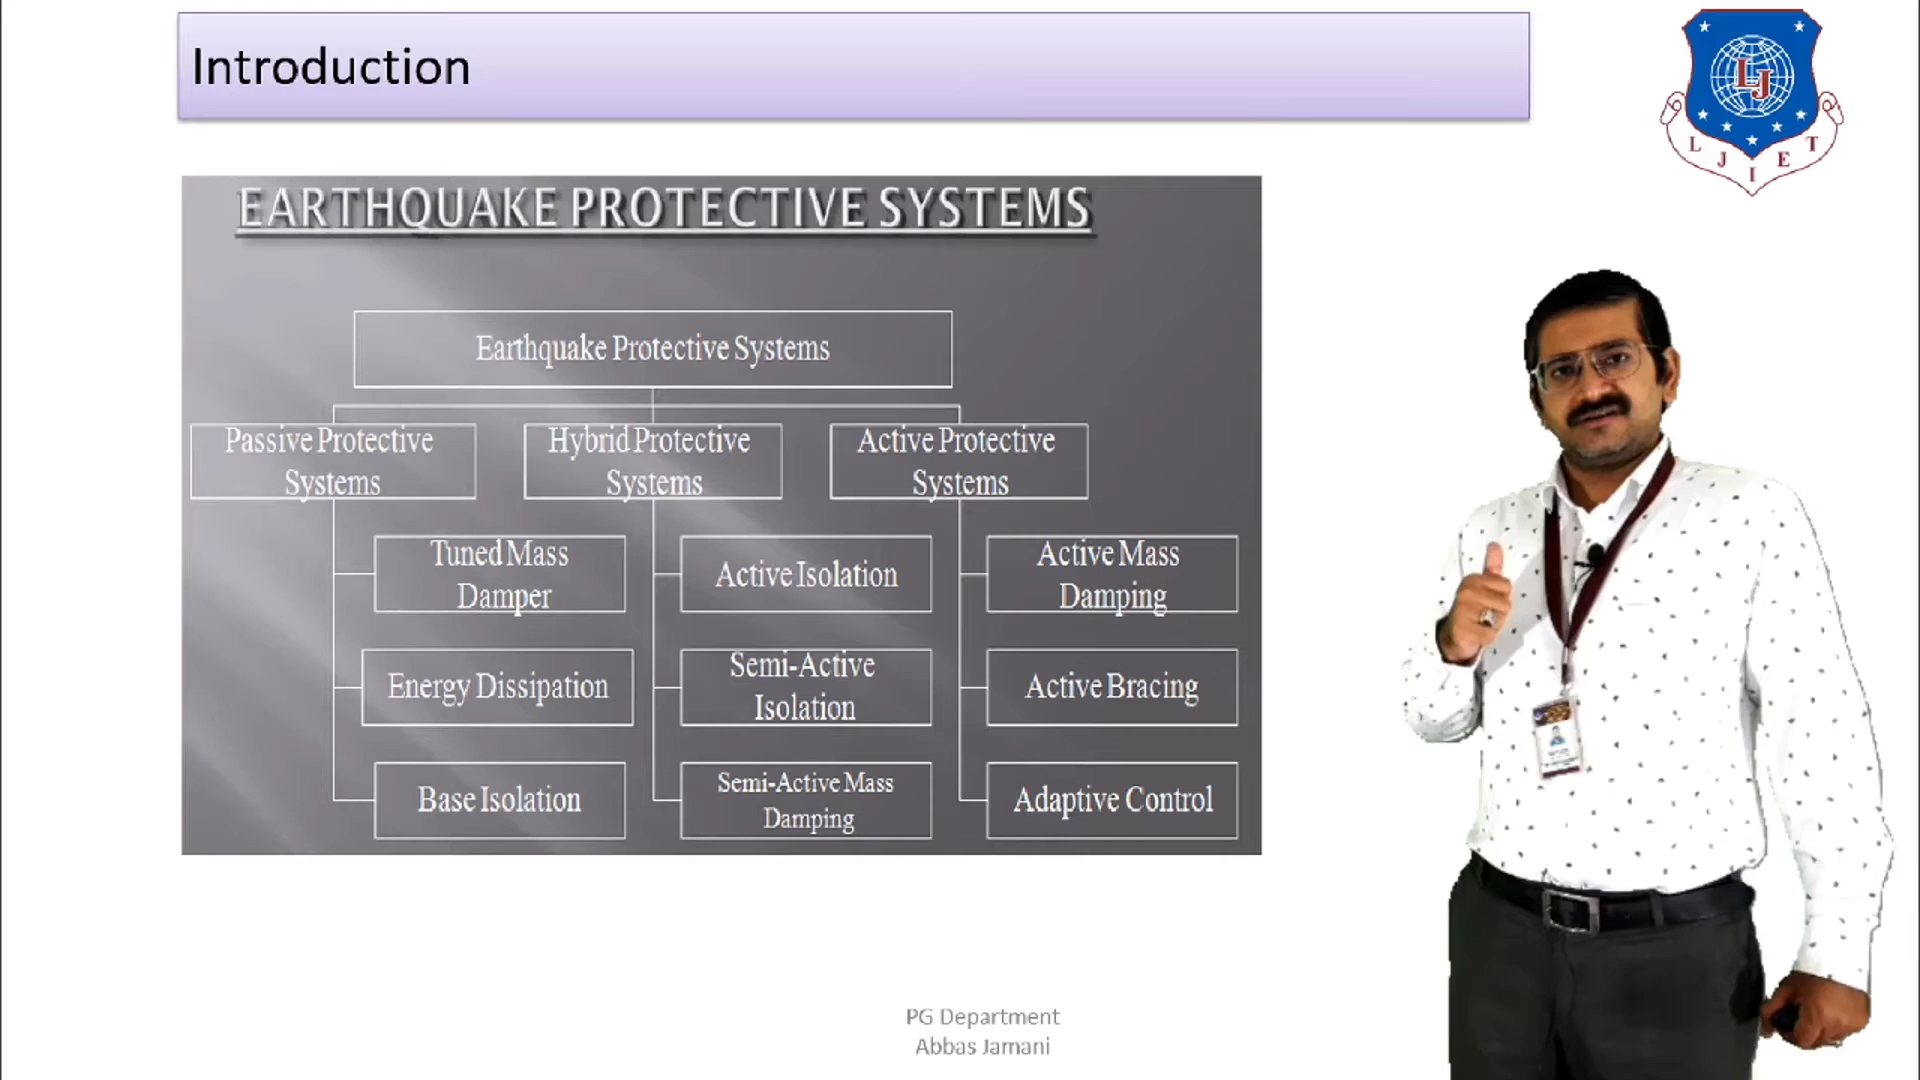 Introduction
L J I E T
LJ
EARTHQUAKE PROTECTIVE SYSTEMS
Earthquake Protective Systems
Passive Protective
Systems
Hybrid Protective
Systems
Active Protective
Systems
Tuned Mass
Damper
Active Isolation
Active Mass
Damping
Energy Dissipation
Semi-Active
Isolation
Active Bracing
Base Isolation
Semi-Active Mass
Damping
Adaptive Control
PG Department
Abbas Jamani